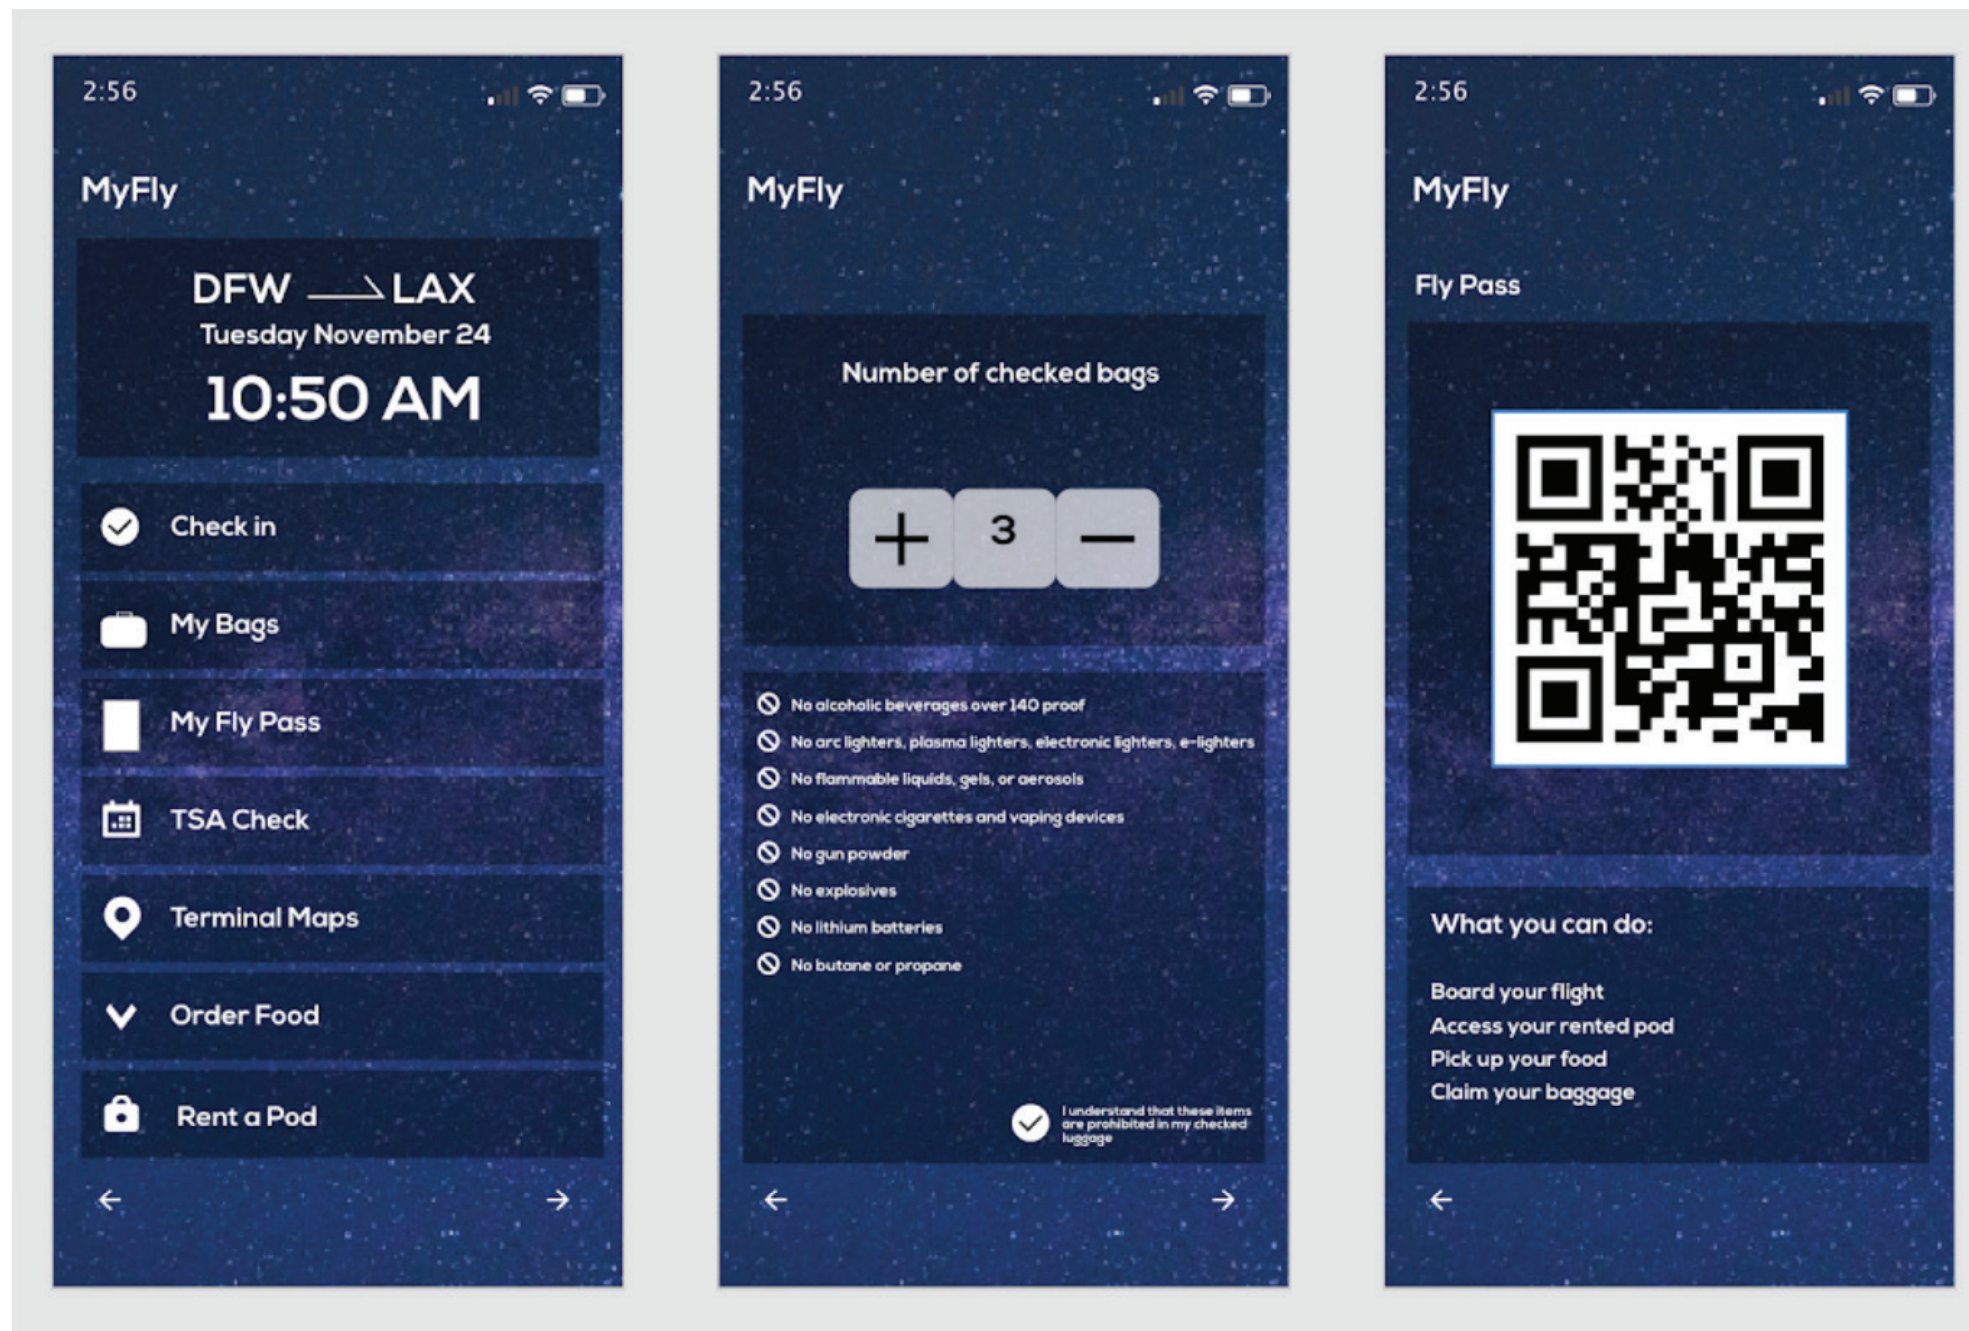 2:56
MyFly
DFW LAX
Tuesday November 24
10:50 AM
Check in
My Bags
My Fly Pass
TSA Check
Terminal Maps
Order Food
Rent a Pod
2:56
MyFly
Number of checked bags
+ 3 −
No alcoholic beverages over 140 proof
No arc lighters, plasma lighters, electronic lighters, e-lighters
No flammable liquids, gels, or aerosols
No electronic cigarettes and vaping devices
No gun powder
No explosives
No lithium batteries
No butane or propane
I understand that these items
are prohibited in my checked
luggage
2:56
MyFly
Fly Pass
What you can do:
Board your flight
Access your rented pod
Pick up your food
Claim your baggage